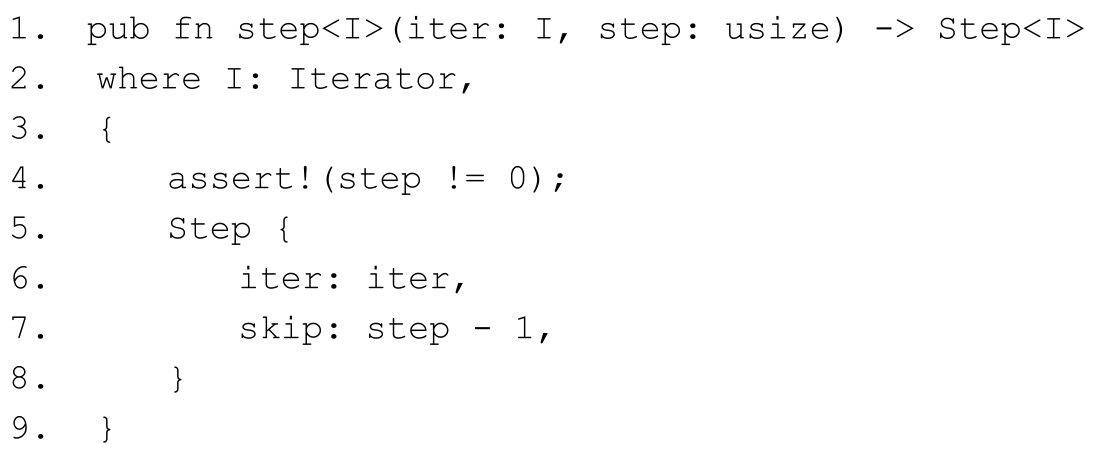 1. pub fn step<I>(iter: I, step: usize) -> Step<I>
2. where I: Iterator,
3. {
4.     assert!(step != 0);
5.     Step {
6.         iter: iter,
7.         skip: step - 1,
8.     }
9. }